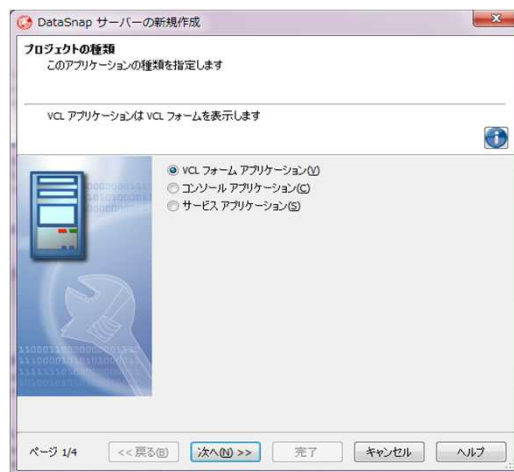 DataSnap サーバーの新規作成
プロジェクトの種類
このアプリケーションの種類を指定します
VCL アプリケーションは VCL フォームを表示します
VCL フォーム アプリケーション(V)
コンソール アプリケーション(C)
サービス アプリケーション(S)
ページ 1/4
<< 戻る(B)
次へ(N) >>
完了
キャンセル
ヘルプ